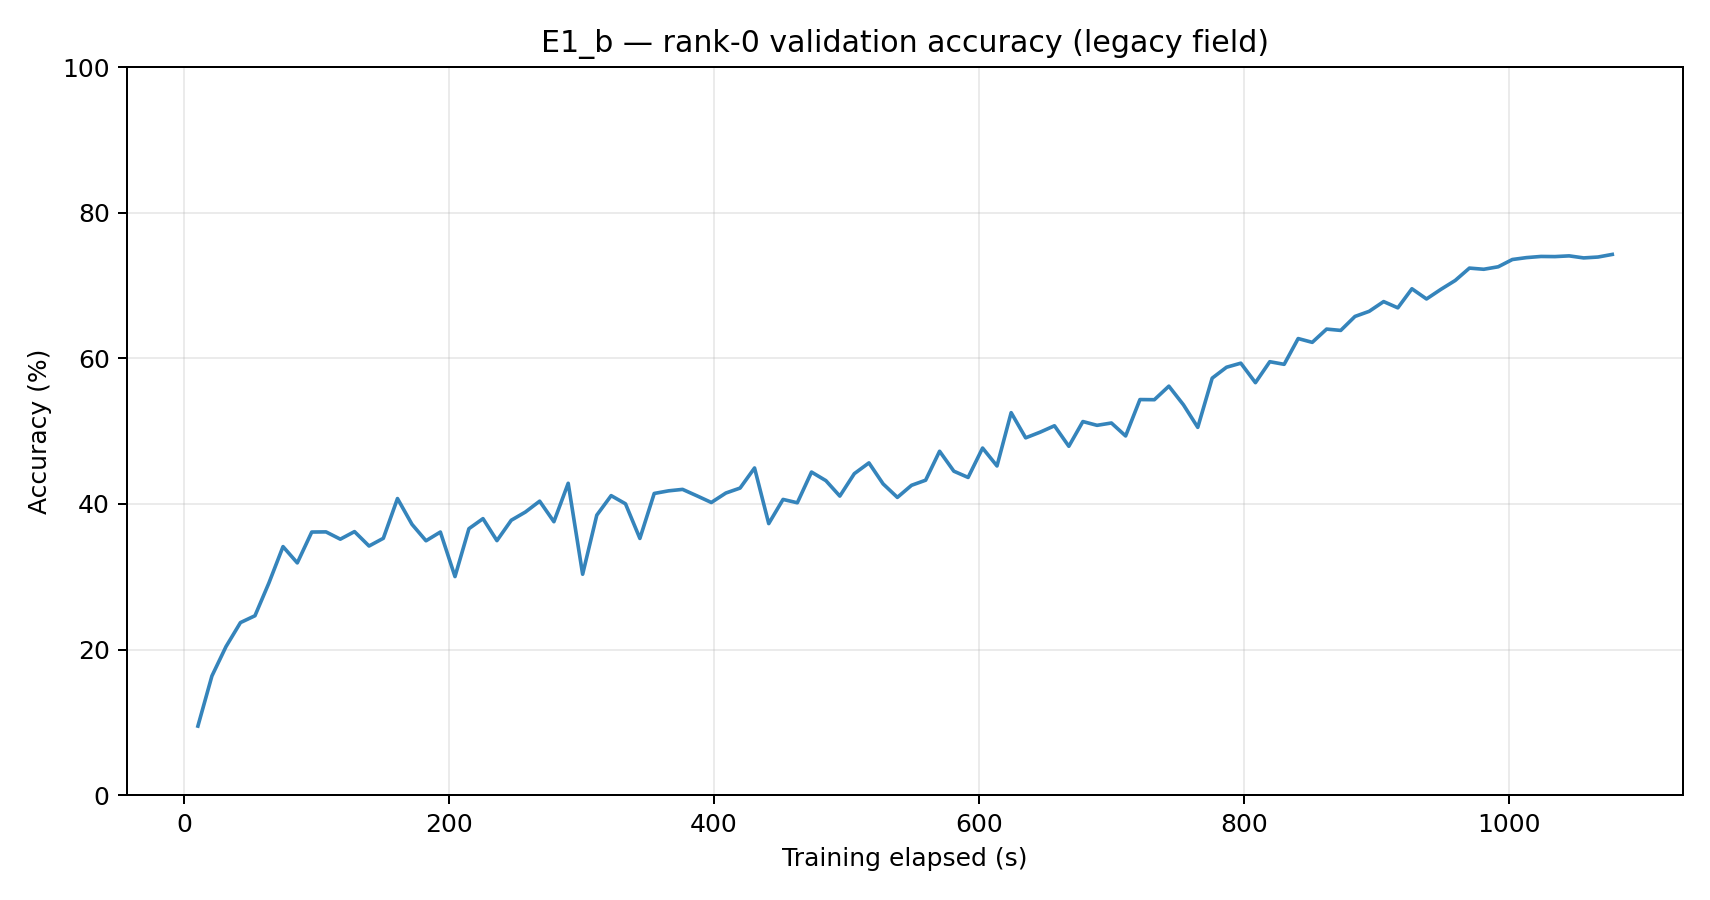 E1_b — rank-0 validation accuracy (legacy field)
100
80
60
40
20
0
Accuracy (%)
0 200 400 600 800 1000
Training elapsed (s)